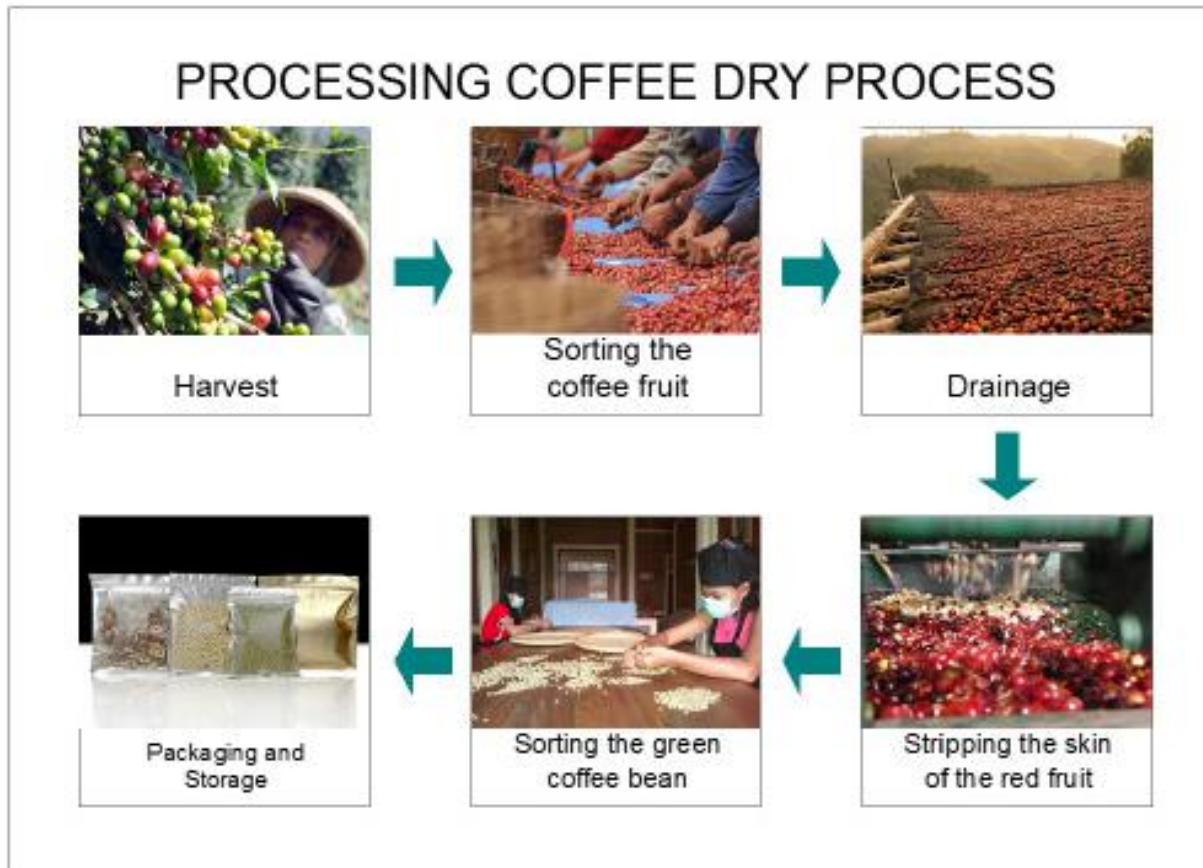 PROCESSING COFFEE DRY PROCESS
Harvest
Sorting the
coffee fruit
Drainage
Stripping the skin
of the red fruit
Sorting the green
coffee bean
Packaging and
Storage